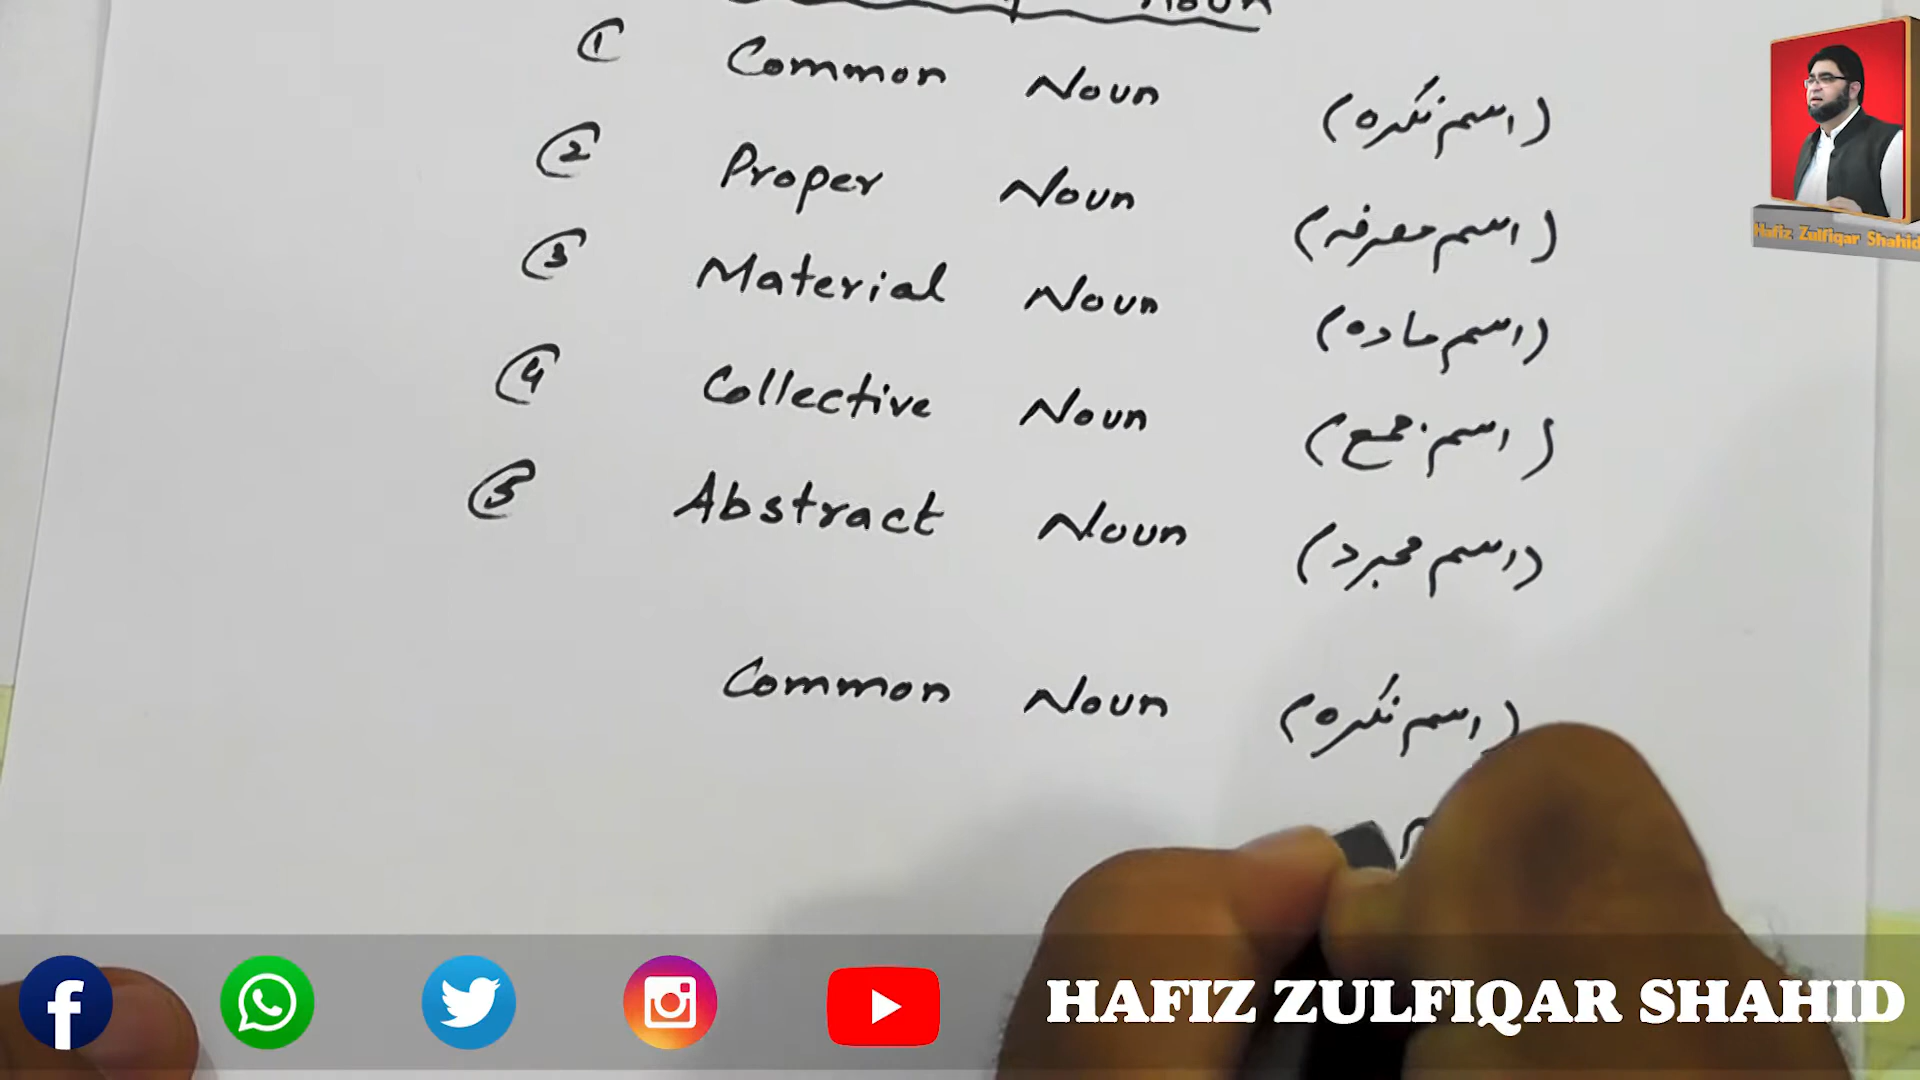 Noun
① Common Noun (اسم نکرہ)
② Proper Noun (اسم معرفہ)
③ Material Noun (اسم مادہ)
④ Collective Noun (اسم جمع)
⑤ Abstract Noun (اسم مجرد)
Common Noun (اسم نکرہ)
Hafiz Zulfiqar Shahid
HAFIZ ZULFIQAR SHAHID